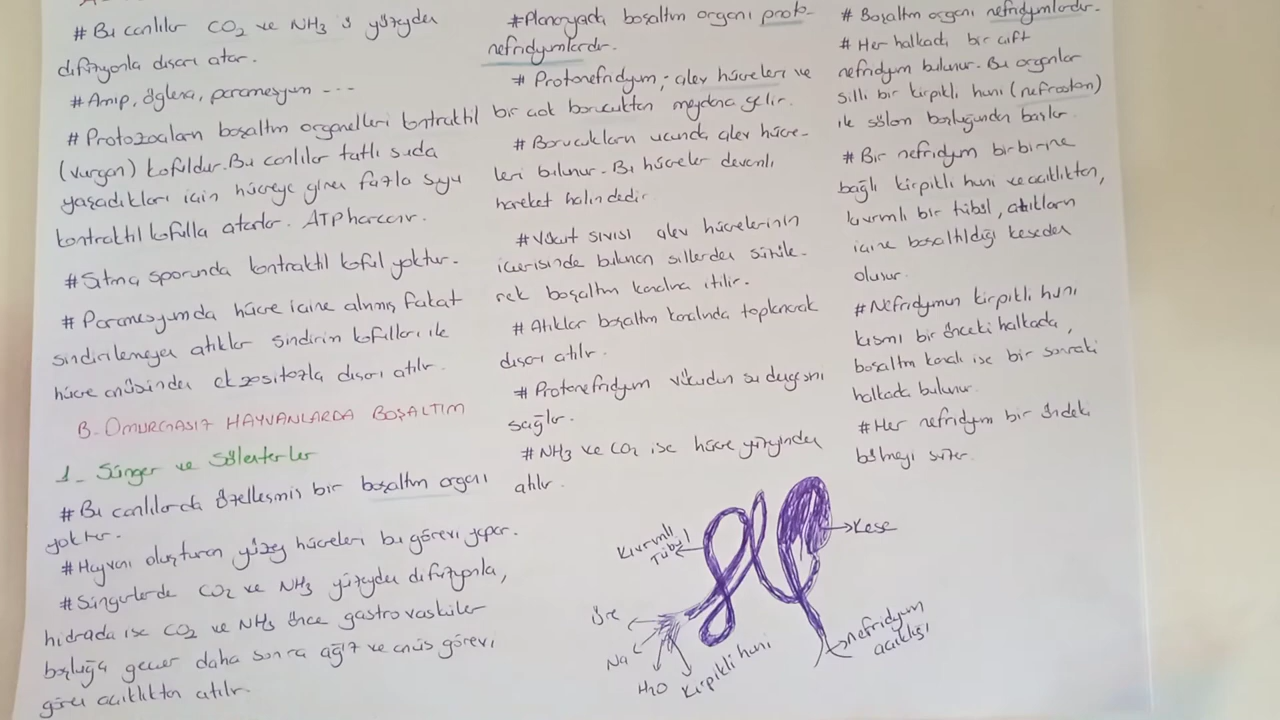 # Bu canlılar CO2 ve NH3 ü yüzeyden
difüzyonla dışarı atar.
# Amip, öglena, paramesyum ---
# Protozoaların boşaltım organelleri kontraktil
(vurgan) kofuldur. Bu canlılar tatlı suda
yaşadıkları için hücreye giren fazla suyu
kontraktil kofulla atarlar. ATP harcanır.
# Sıtma sporunda kontraktil koful yoktur.
# Paramesyumda hücre içine alınmış fakat
sindirilemeyen atıklar sindirim kofulları ile
hücre anüsünden ekzositozla dışarı atılır.
B- OMURGASIZ HAYVANLARDA BOŞALTIM
1- Sünger ve Sölenterler
# Bu canlılarda özelleşmiş bir boşaltım organı
yoktur.
# Hayvanı oluşturan yüzey hücreleri bu görevi yapar.
# Süngerlerde CO2 ve NH3 yüzeyden difüzyonla,
hidrada ise CO2 ve NH3 önce gastrovasküler
boşluğa geçer daha sonra ağız ve anüs görevi
gören açıklıktan atılır.
# Planaryada boşaltım organı proto-
nefridyumlardır.
# Protonefridyum; alev hücreleri ve
bir çok borucuktan meydana gelir.
# Borucukların ucunda alev hücre-
leri bulunur. Bu hücreler devamlı
hareket halindedir.
# Vücut sıvısı alev hücrelerinin
içerisinde bulunan sillerden süzüle-
rek boşaltım kanalına itilir.
# Atıklar boşaltım kanalında toplanarak
dışarı atılır.
# Protonefridyum vücudun su dengesini
sağlar.
# NH3 ve CO2 ise hücre yüzeyinden
atılır.
# Boşaltım organı nefridyumlardır.
# Her halkada bir çift
nefridyum bulunur. Bu organlar
silli bir kirpikli huni (nefrostom)
ile sölom boşluğundan başlar.
# Bir nefridyum birbirine
bağlı kirpikli huni ve açıklıktan,
kıvrımlı bir tübül, atıkların
içine boşaltıldığı keseden
oluşur.
# Nefridyumun kirpikli huni
kısmı bir önceki halkada,
boşaltım kanalı ise bir sonraki
halkada bulunur.
# Her nefridyum bir öndeki
bölmeyi süzer.
Kıvrımlı
Tübül
Kese
Üre
Na
H2O
Kirpikli huni
nefridyum
açıklığı